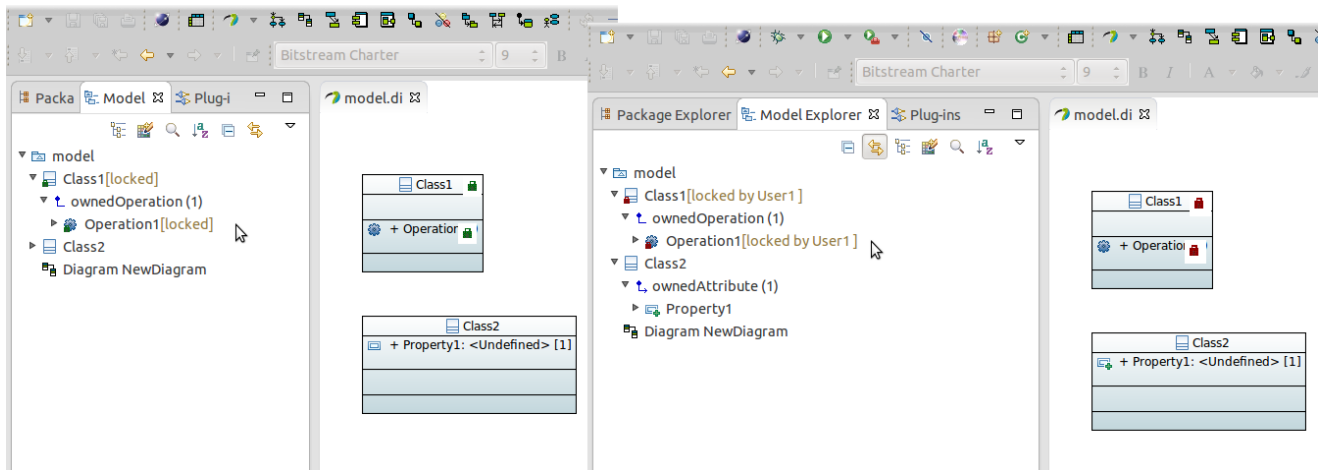 Bitstream Charter 9 B
Packa Model Plug-i
model.di
model
Class1[locked]
ownedOperation (1)
Operation1[locked]
Class2
Diagram NewDiagram
Class1
+ Operation
Class2
+ Property1: <Undefined> [1]
Bitstream Charter 9 B I A
Package Explorer Model Explorer Plug-ins
model.di
model
Class1[locked by User1 ]
ownedOperation (1)
Operation1[locked by User1 ]
Class2
ownedAttribute (1)
Property1
Diagram NewDiagram
Class1
+ Operation
Class2
+ Property1: <Undefined> [1]